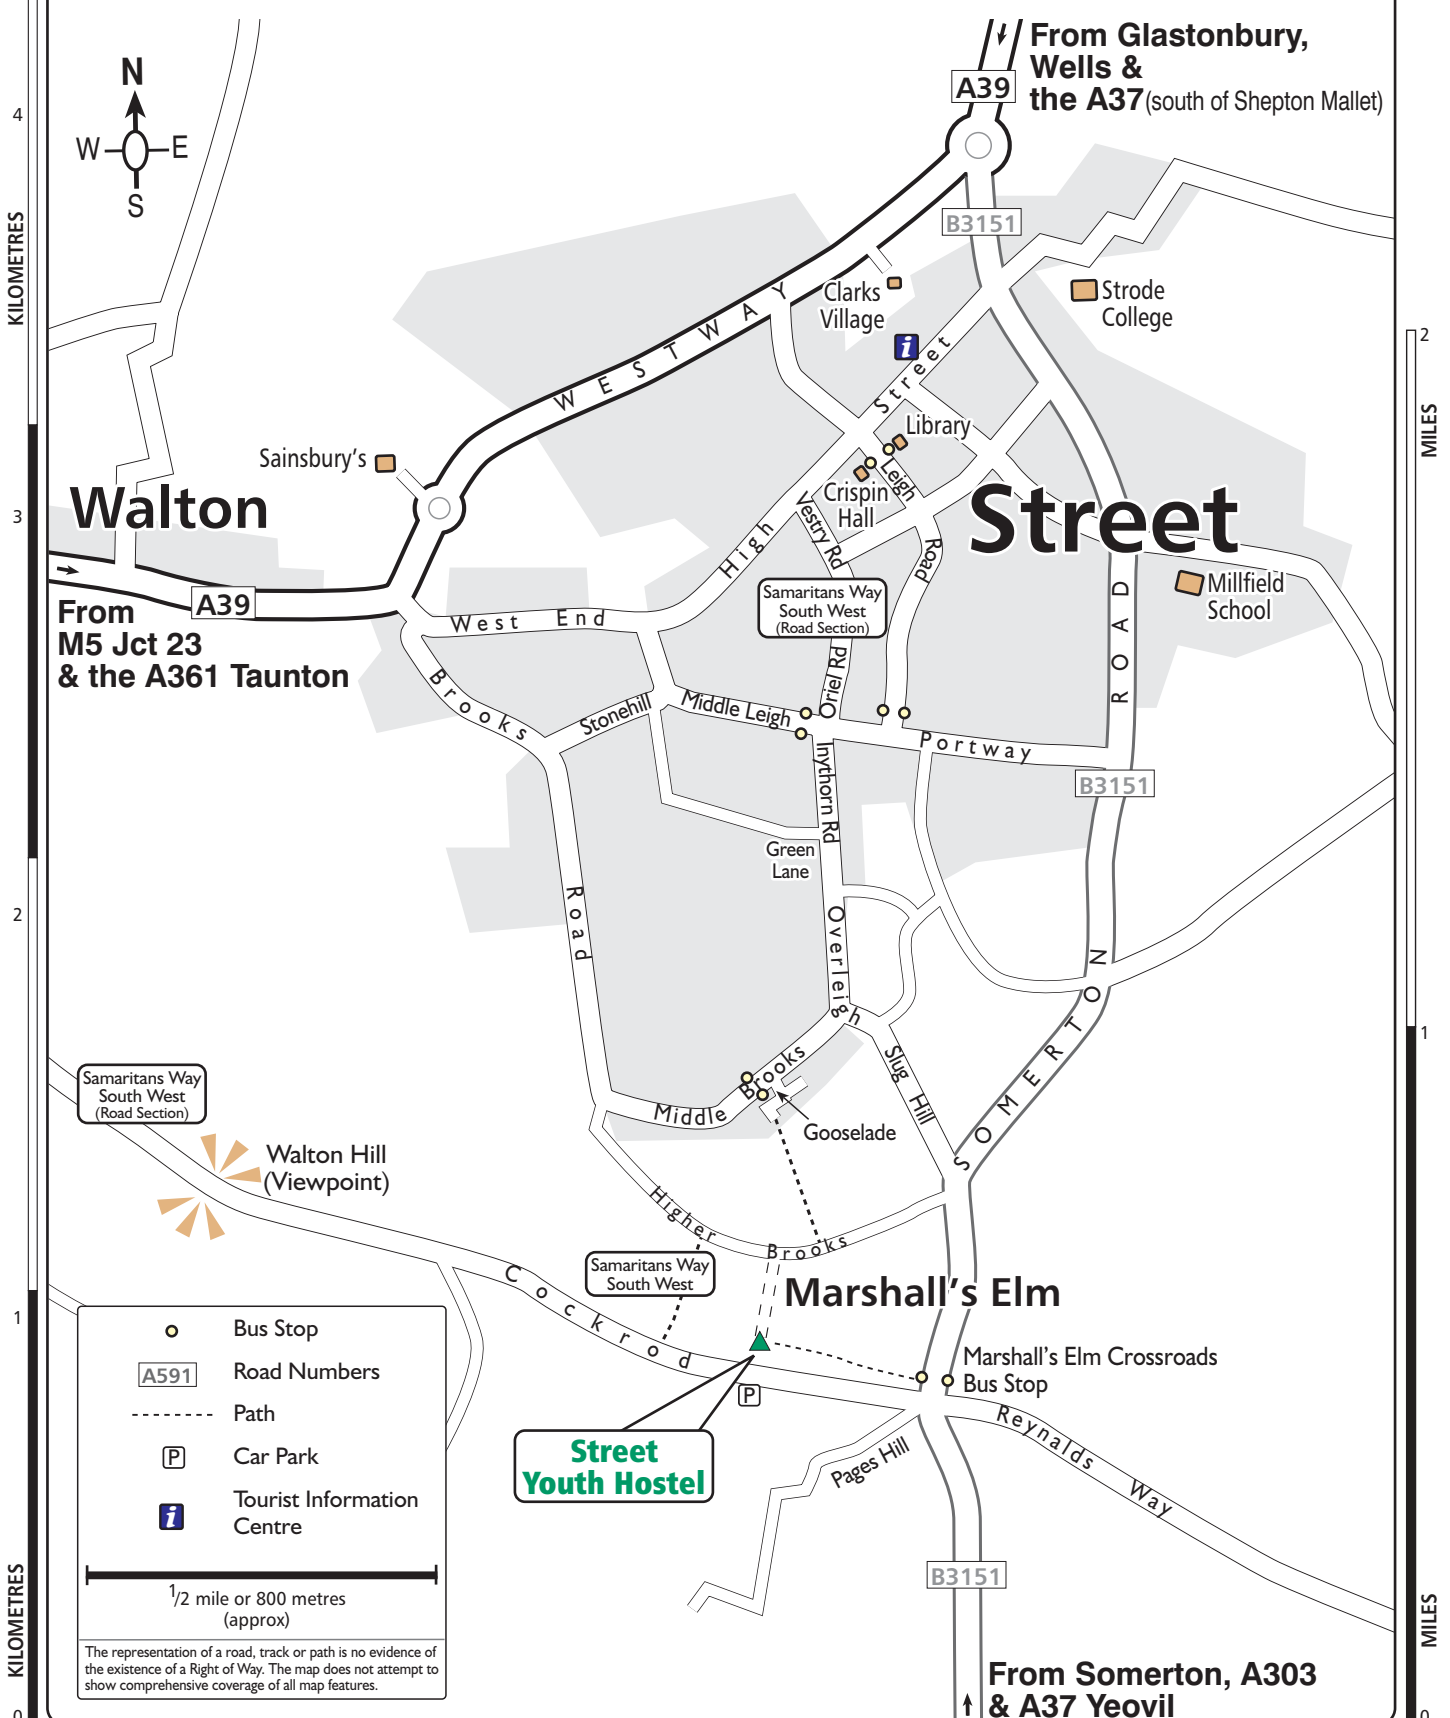 From Glastonbury,
Wells &
the A37 (south of Shepton Mallet)
A39
N
W E
S
4
KILOMETRES
B3151
Clarks
Village
Strode
College
WESTWAY
2
MILES
High Street
Library
Sainsbury's
Leigh Road
Crispin
Hall
Walton
Street
3
Vestry Rd
Millfield
School
A39
Samaritans Way
South West
(Road Section)
From
M5 Jct 23
& the A361 Taunton
West End
Brooks Road
Stonehill
Middle Leigh
Oriel Rd
Portway
B3151
Inythorn Rd
Green
Lane
2
Overleigh
SOMERTON ROAD
1
Slug Hill
Middle Brooks
Gooselade
Samaritans Way
South West
(Road Section)
Walton Hill
(Viewpoint)
Higher Brooks
Samaritans Way
South West
Marshall's Elm
Cockrod
1
Marshall's Elm Crossroads
Bus Stop
P
Reynalds Way
Pages Hill
Street
Youth Hostel
Bus Stop
A591
Road Numbers
Path
P
Car Park
i
Tourist Information
Centre
1/2 mile or 800 metres
(approx)
The representation of a road, track or path is no evidence of
the existence of a Right of Way. The map does not attempt to
show comprehensive coverage of all map features.
B3151
KILOMETRES
MILES
From Somerton, A303
& A37 Yeovil
0
0